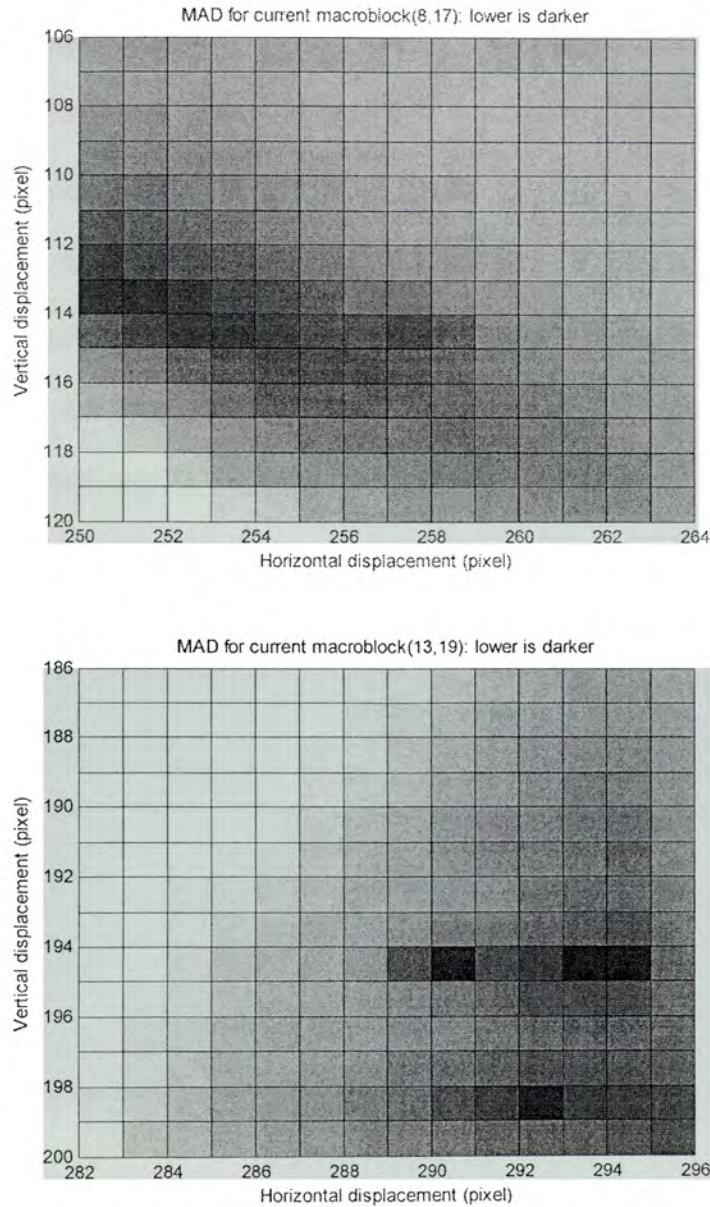 MAD for current macroblock(8,17): lower is darker
106
108
110
112
114
116
118
120
Vertical displacement (pixel)
250 252 254 256 258 260 262 264
Horizontal displacement (pixel)
MAD for current macroblock(13,19): lower is darker
186
188
190
192
194
196
198
200
Vertical displacement (pixel)
282 284 286 288 290 292 294 296
Horizontal displacement (pixel)